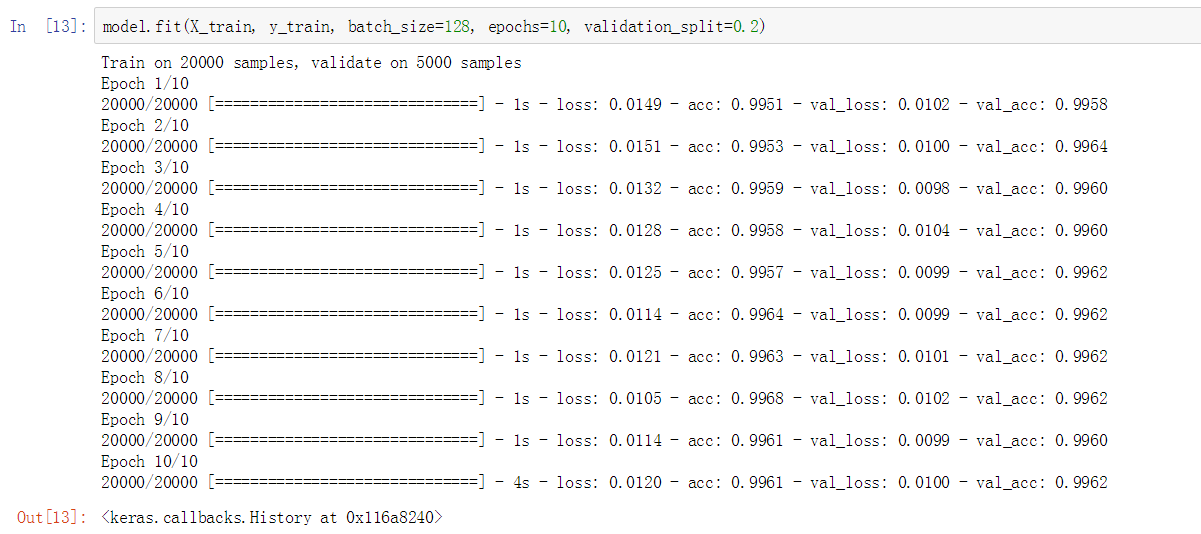 In [13]: model.fit(X_train, y_train, batch_size=128, epochs=10, validation_split=0.2)
Train on 20000 samples, validate on 5000 samples
Epoch 1/10
20000/20000 [==============================] - 1s - loss: 0.0149 - acc: 0.9951 - val_loss: 0.0102 - val_acc: 0.9958
Epoch 2/10
20000/20000 [==============================] - 1s - loss: 0.0151 - acc: 0.9953 - val_loss: 0.0100 - val_acc: 0.9964
Epoch 3/10
20000/20000 [==============================] - 1s - loss: 0.0132 - acc: 0.9959 - val_loss: 0.0098 - val_acc: 0.9960
Epoch 4/10
20000/20000 [==============================] - 1s - loss: 0.0128 - acc: 0.9958 - val_loss: 0.0104 - val_acc: 0.9960
Epoch 5/10
20000/20000 [==============================] - 1s - loss: 0.0125 - acc: 0.9957 - val_loss: 0.0099 - val_acc: 0.9962
Epoch 6/10
20000/20000 [==============================] - 1s - loss: 0.0114 - acc: 0.9964 - val_loss: 0.0099 - val_acc: 0.9962
Epoch 7/10
20000/20000 [==============================] - 1s - loss: 0.0121 - acc: 0.9963 - val_loss: 0.0101 - val_acc: 0.9962
Epoch 8/10
20000/20000 [==============================] - 1s - loss: 0.0105 - acc: 0.9968 - val_loss: 0.0102 - val_acc: 0.9962
Epoch 9/10
20000/20000 [==============================] - 1s - loss: 0.0114 - acc: 0.9961 - val_loss: 0.0099 - val_acc: 0.9960
Epoch 10/10
20000/20000 [==============================] - 4s - loss: 0.0120 - acc: 0.9961 - val_loss: 0.0100 - val_acc: 0.9962
Out[13]: <keras.callbacks.History at 0x116a8240>